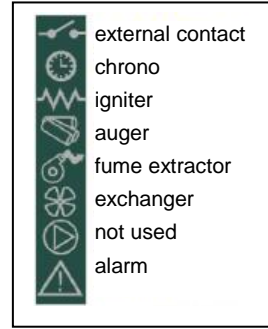 external contact
chrono
igniter
auger
fume extractor
exchanger
not used
alarm